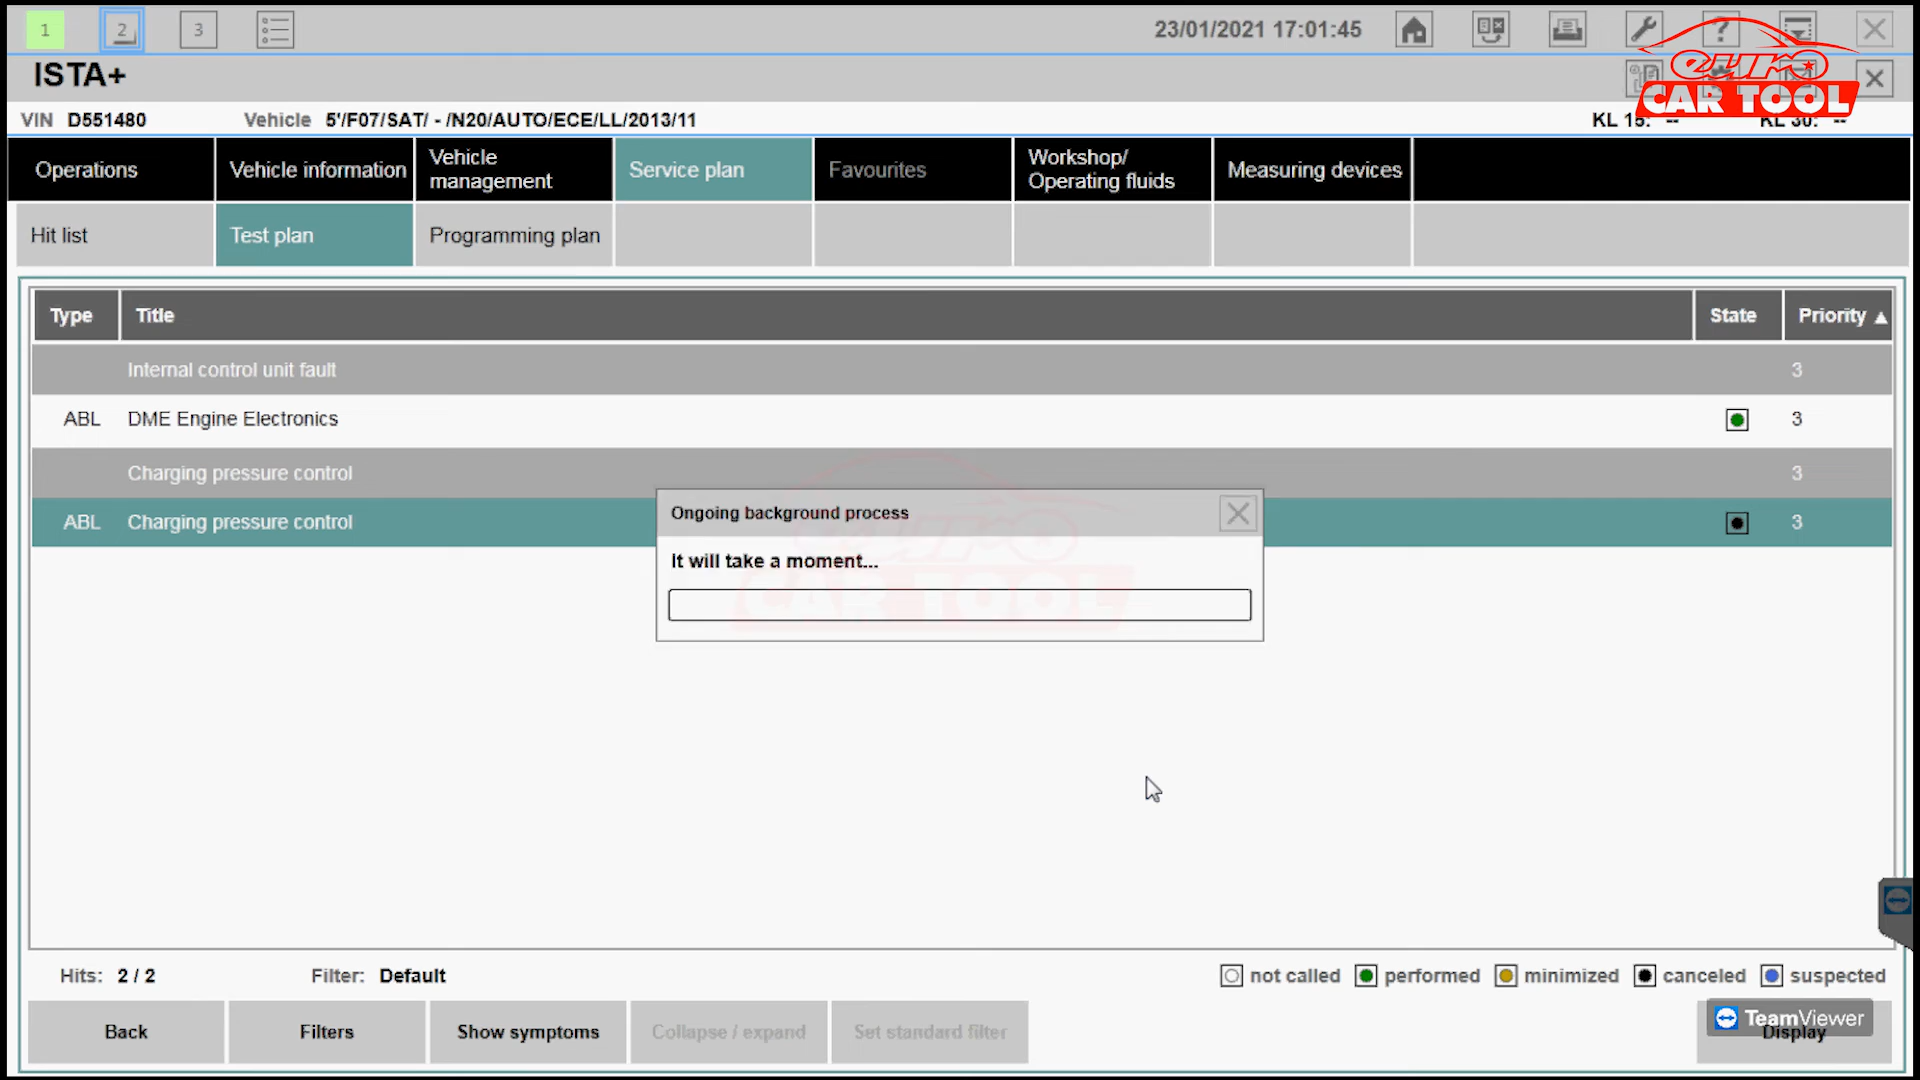 1 2 3 23/01/2021 17:01:45 ?
ISTA+
euro
CAR TOOL
VIN D551480 Vehicle 5'/F07/SAT/ - /N20/AUTO/ECE/LL/2013/11 KL 15: -- KL 30: --
Operations Vehicle information Vehicle management Service plan Favourites Workshop/ Operating fluids Measuring devices
Hit list Test plan Programming plan
Type Title State Priority ▲
Internal control unit fault 3
ABL DME Engine Electronics 3
Charging pressure control 3
ABL Charging pressure control 3
Ongoing background process
It will take a moment...
euro
CAR TOOL
Hits: 2 / 2 Filter: Default not called performed minimized canceled suspected
Back Filters Show symptoms Collapse / expand Set standard filter Display
TeamViewer